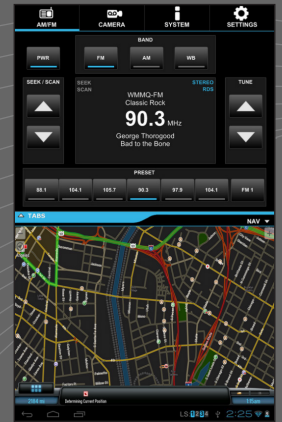 AM/FM CAMERA SYSTEM SETTINGS
BAND
PWR FM AM WB
SEEK / SCAN
TUNE
SEEK
SCAN
STEREO
RDS
WMMQ-FM
Classic Rock
90.3 MHz
George Thorogood
Bad to the Bone
PRESET
88.1 104.1 105.7 90.3 97.9 104.1 FM 1
TABS
NAV
Determining Current Position
2:25